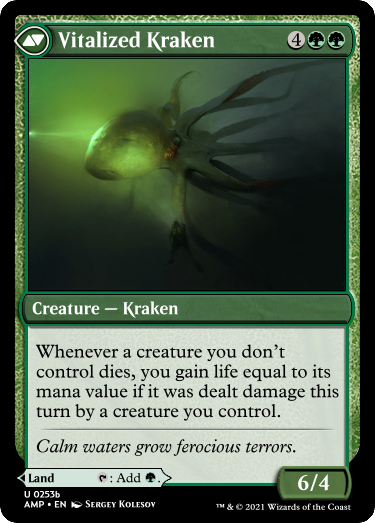 Vitalized Kraken 4
Creature — Kraken
Whenever a creature you don't
control dies, you gain life equal to its
mana value if it was dealt damage this
turn by a creature you control.
Calm waters grow ferocious terrors.
Land : Add .
6/4
U 0253b
AMP • EN Sergey Kolesov
™ & © 2021 Wizards of the Coast